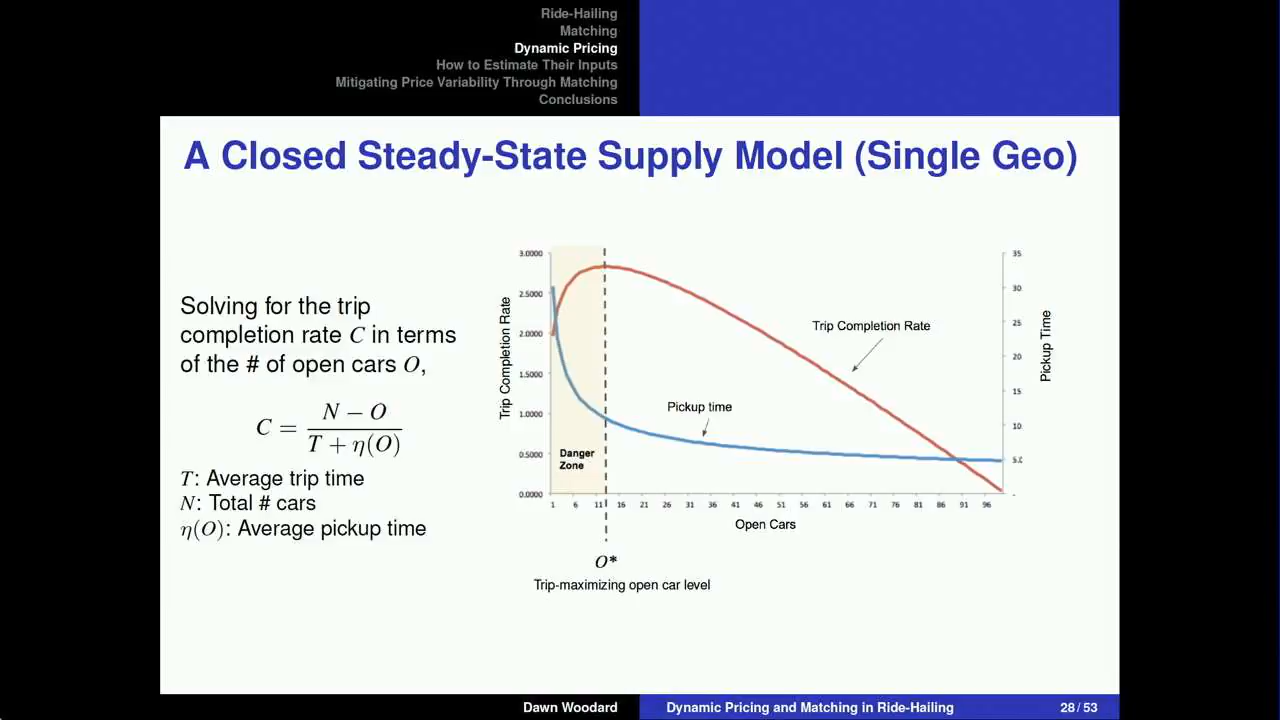 Ride-Hailing
Matching
Dynamic Pricing
How to Estimate Their Inputs
Mitigating Price Variability Through Matching
Conclusions
A Closed Steady-State Supply Model (Single Geo)
Solving for the trip
completion rate C in terms
of the # of open cars O,
C = \frac{N − O}{T + η(O)}
T: Average trip time
N: Total # cars
η(O): Average pickup time
Trip Completion Rate
3.0000
2.5000
2.0000
1.5000
1.0000
0.5000
0.0000
Trip Completion Rate
Pickup time
Danger
Zone
35
30
25
20
15
10
5.0
-
Pickup Time
1 6 11 16 21 26 31 36 41 46 51 56 61 66 71 76 81 86 91 96
Open Cars
O*
Trip-maximizing open car level
Dawn Woodard Dynamic Pricing and Matching in Ride-Hailing 28 / 53